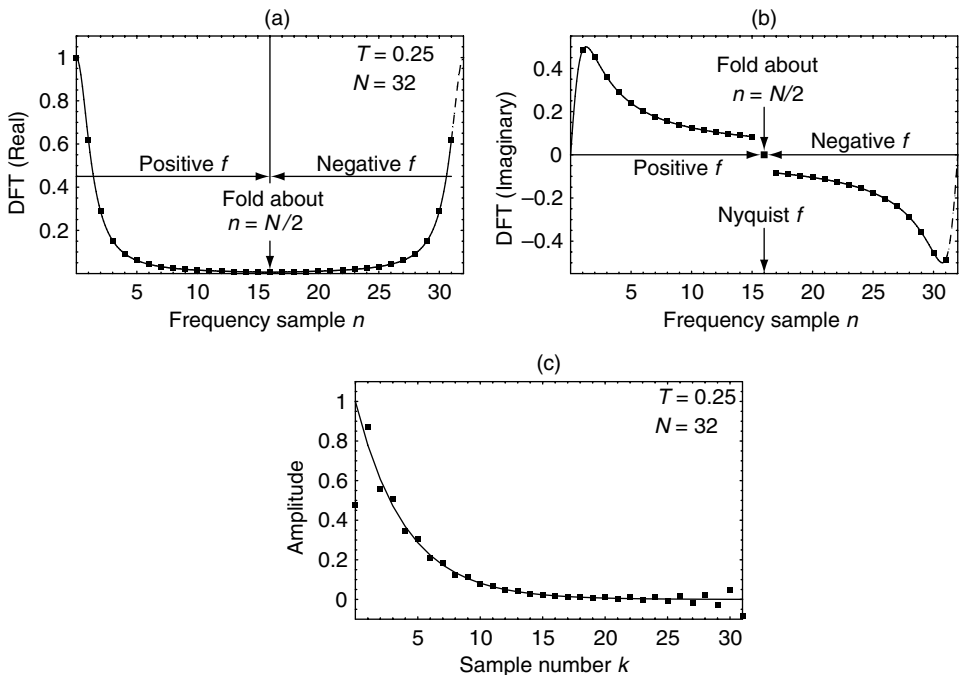 (a)
T = 0.25
N = 32
DFT (Real)
1
0.8
0.6
0.4
0.2
Positive f
Negative f
Fold about
n = N/2
5
10
15
20
25
30
Frequency sample n
(b)
DFT (Imaginary)
0.4
0.2
0
−0.2
−0.4
Fold about
n = N/2
Positive f
Negative f
Nyquist f
5
10
15
20
25
30
Frequency sample n
(c)
T = 0.25
N = 32
Amplitude
1
0.8
0.6
0.4
0.2
0
5
10
15
20
25
30
Sample number k